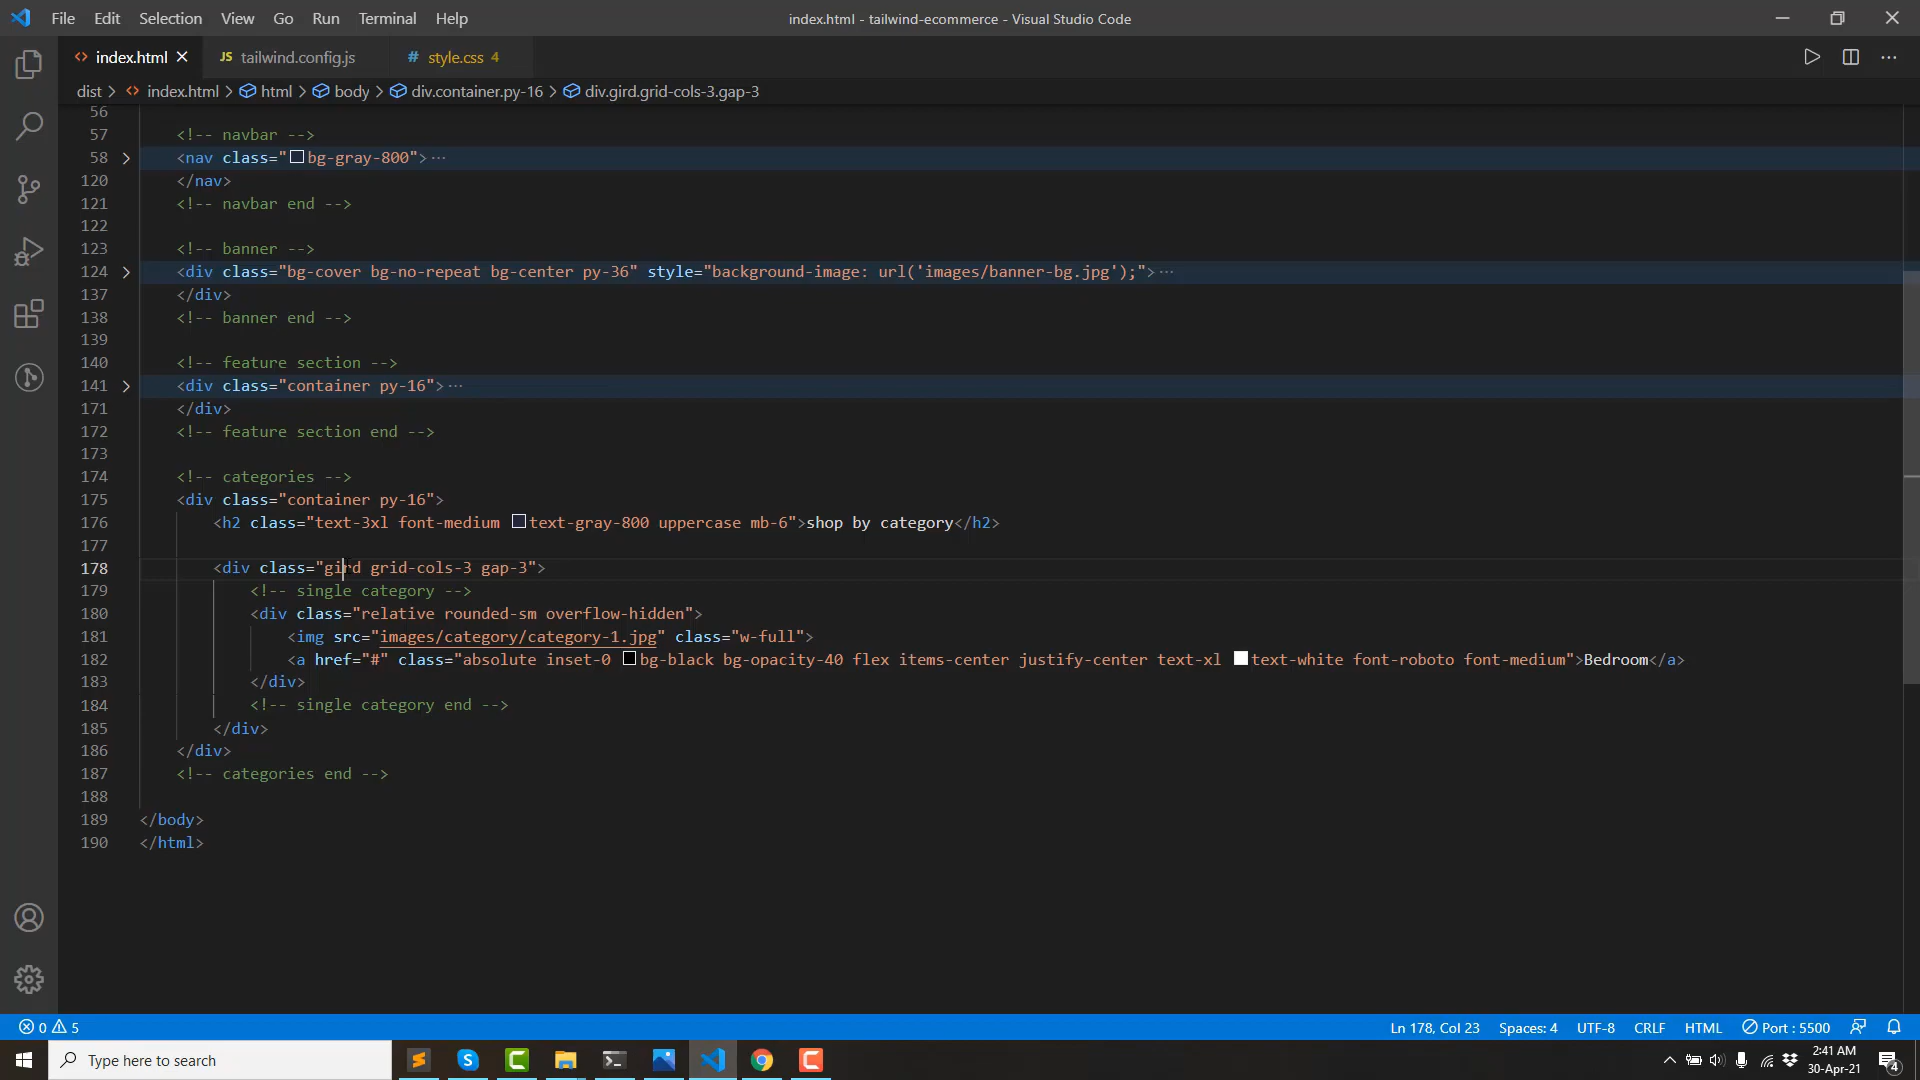 File Edit Selection View Go Run Terminal Help index.html - tailwind-ecommerce - Visual Studio Code
index.html JS tailwind.config.js # style.css 4
dist > index.html > html > body > div.container.py-16 > div.gird.grid-cols-3.gap-3
56
57 <!-- navbar -->
58 <nav class="bg-gray-800">...
120 </nav>
121 <!-- navbar end -->
122
123 <!-- banner -->
124 <div class="bg-cover bg-no-repeat bg-center py-36" style="background-image: url('images/banner-bg.jpg');">...
137 </div>
138 <!-- banner end -->
139
140 <!-- feature section -->
141 <div class="container py-16">...
171 </div>
172 <!-- feature section end -->
173
174 <!-- categories -->
175 <div class="container py-16">
176 <h2 class="text-3xl font-medium text-gray-800 uppercase mb-6">shop by category</h2>
177
178 <div class="gird grid-cols-3 gap-3">
179 <!-- single category -->
180 <div class="relative rounded-sm overflow-hidden">
181 <img src="images/category/category-1.jpg" class="w-full">
182 <a href="#" class="absolute inset-0 bg-black bg-opacity-40 flex items-center justify-center text-xl text-white font-roboto font-medium">Bedroom</a>
183 </div>
184 <!-- single category end -->
185 </div>
186 </div>
187 <!-- categories end -->
188
189 </body>
190 </html>
0 5 Ln 178, Col 23 Spaces: 4 UTF-8 CRLF HTML Port : 5500
Type here to search 2:41 AM
30-Apr-21 4